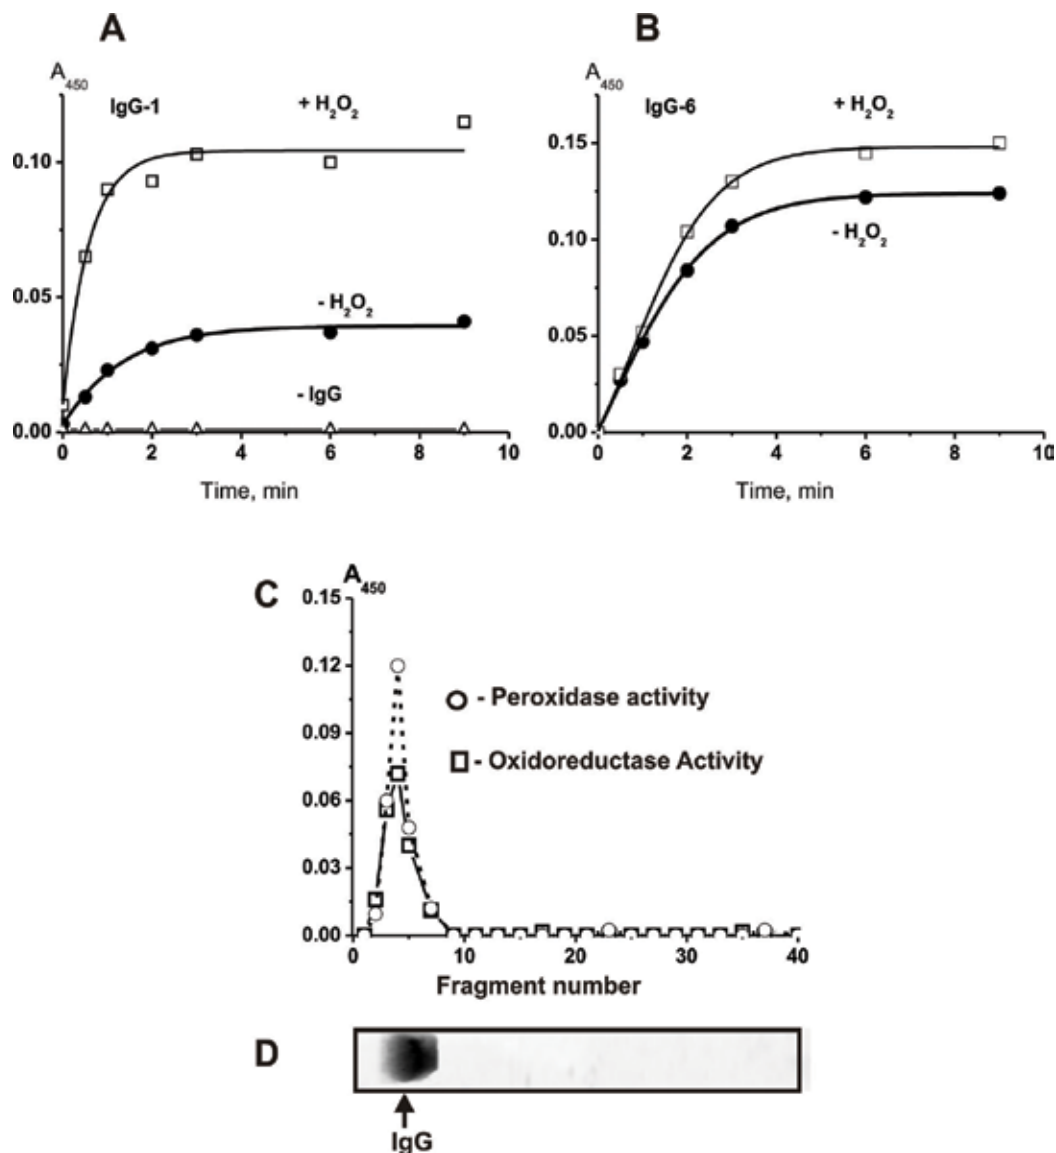 A
B
A450
IgG-1
+ H2O2
0.10
0.05
- H2O2
- IgG
0.00
0 2 4 6 8 10
Time, min
A450
IgG-6
+ H2O2
0.15
0.10
- H2O2
0.05
0.00
0 2 4 6 8 10
Time, min
C
A450
0.15
0.12
0.09
0.06
0.03
0.00
- Peroxidase activity
- Oxidoreductase Activity
0 10 20 30 40
Fragment number
D
IgG